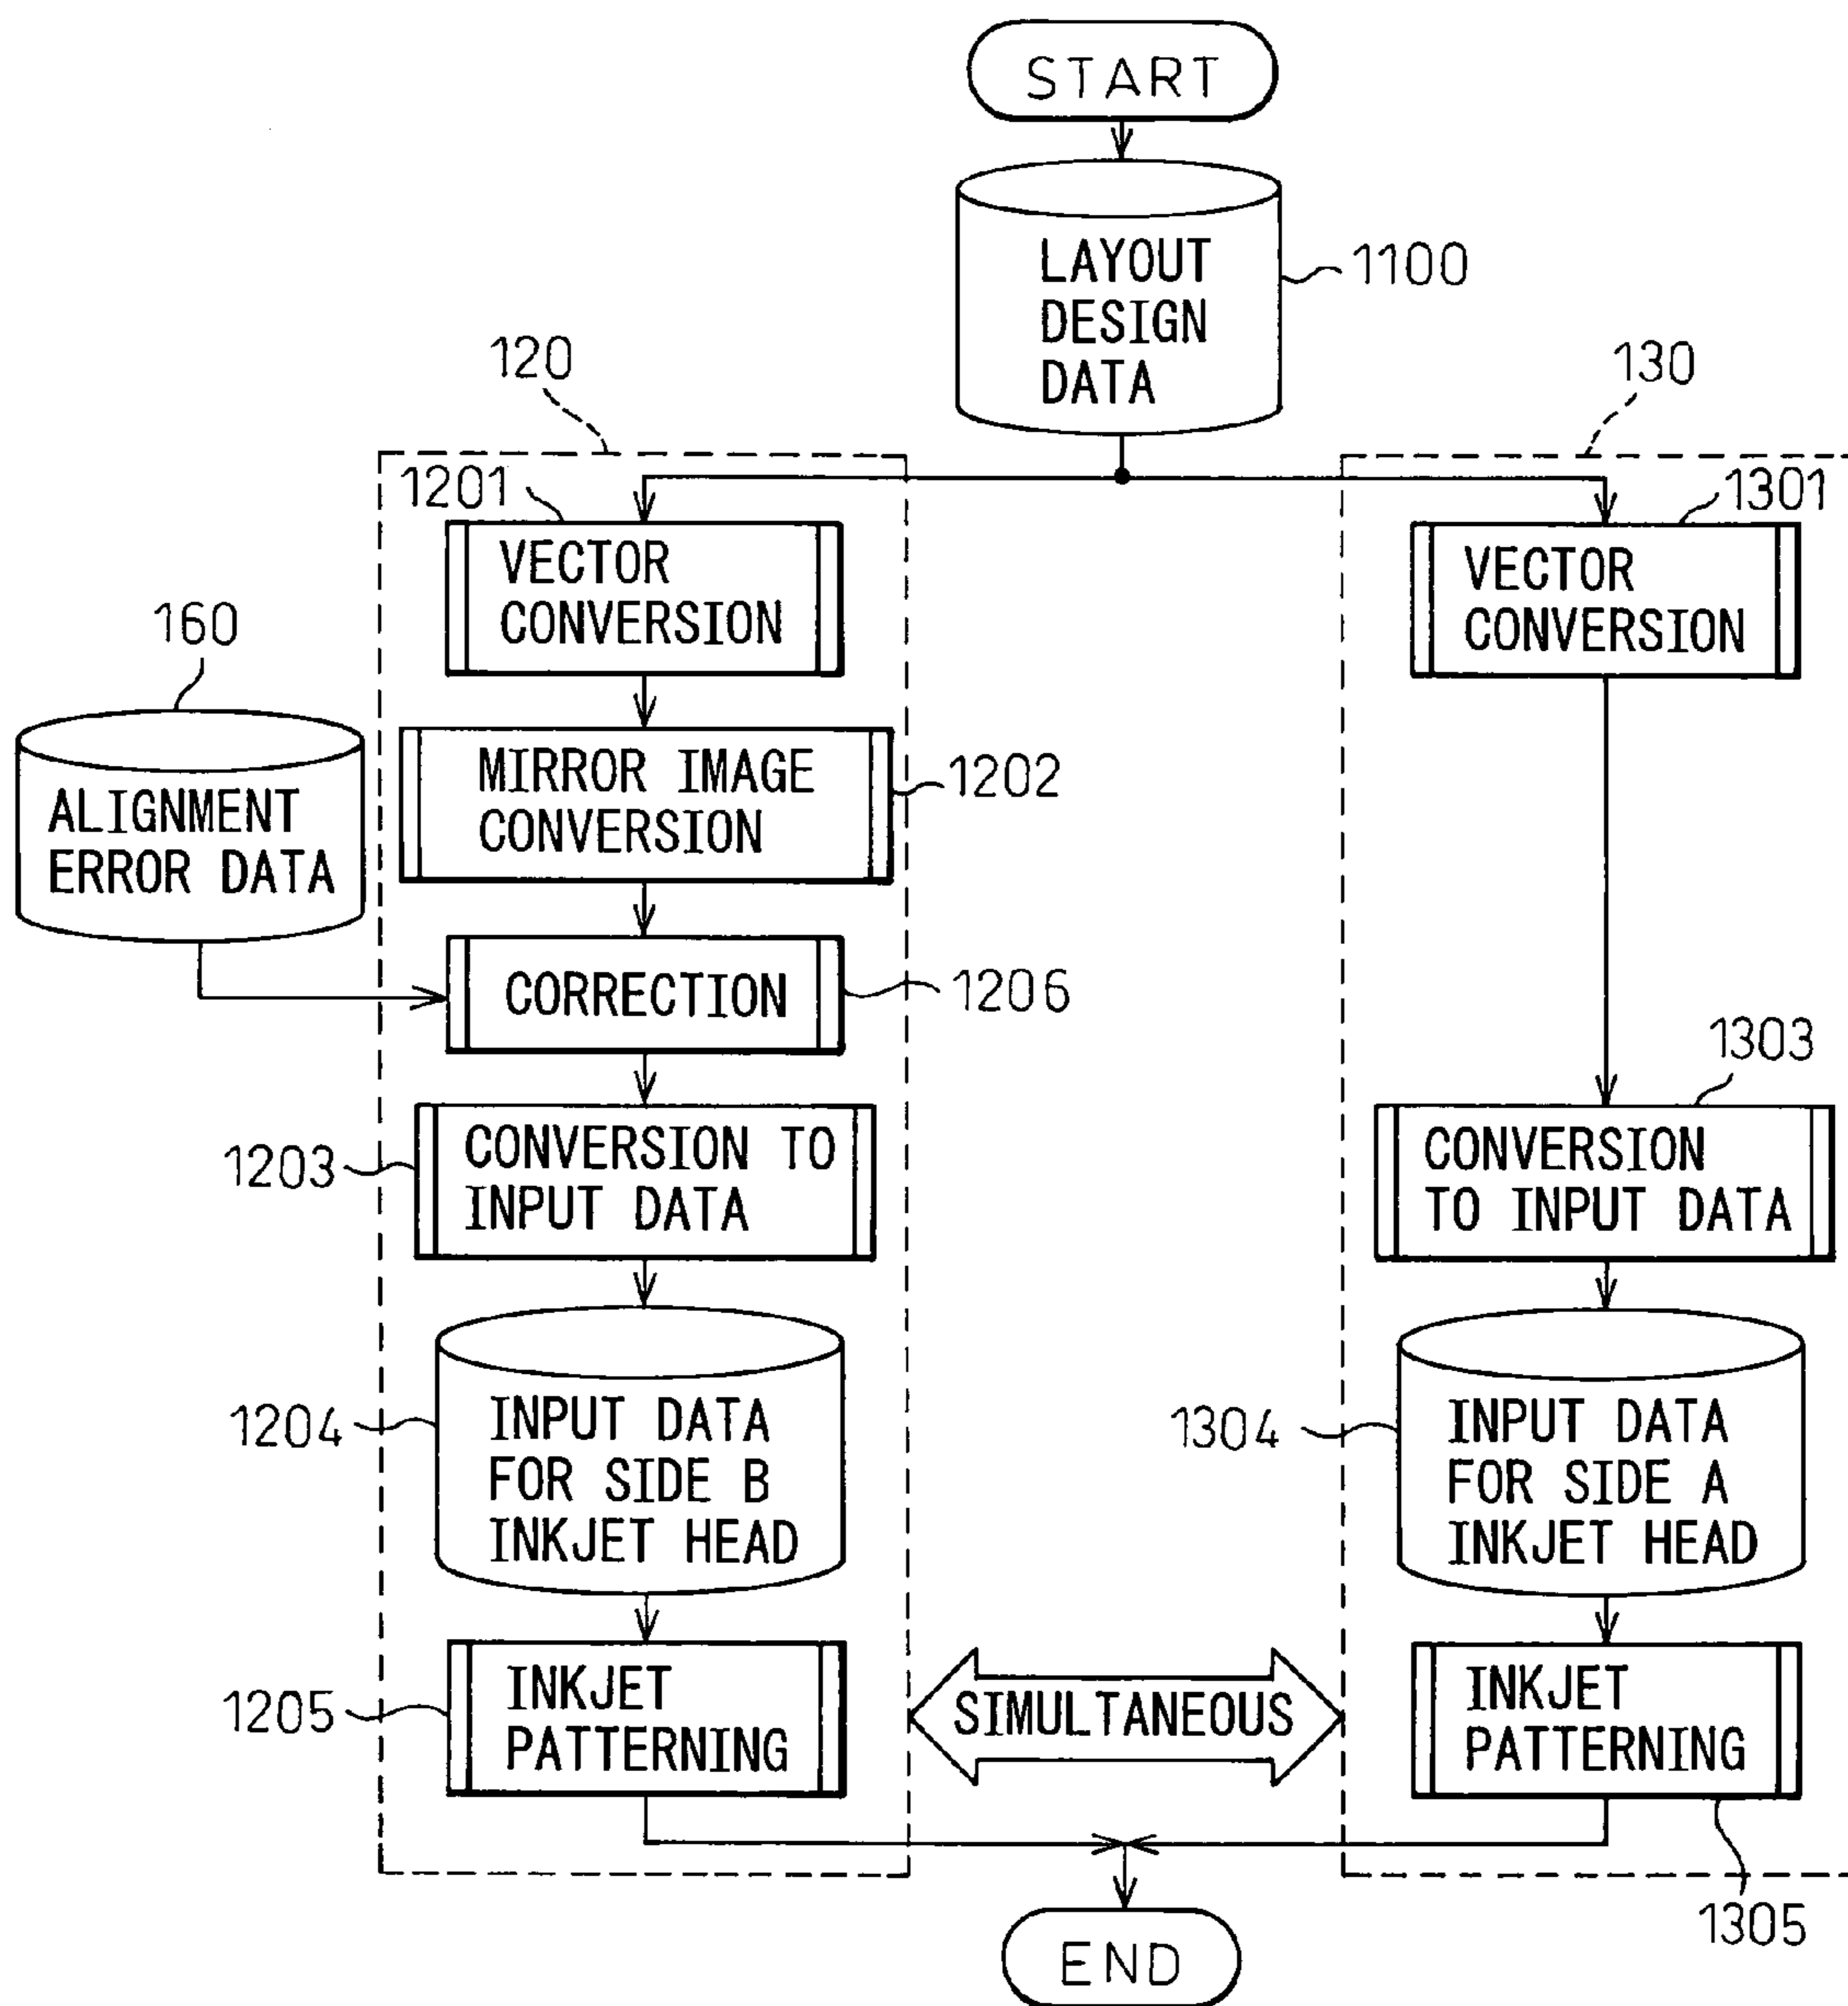 START
LAYOUT
DESIGN
DATA
1100
120
130
1201
VECTOR
CONVERSION
1301
VECTOR
CONVERSION
160
ALIGNMENT
ERROR DATA
MIRROR IMAGE
CONVERSION
1202
CORRECTION
1206
1203
CONVERSION TO
INPUT DATA
1303
CONVERSION
TO INPUT DATA
1204
INPUT DATA
FOR SIDE B
INKJET HEAD
1304
INPUT DATA
FOR SIDE A
INKJET HEAD
1205
INKJET
PATTERNING
SIMULTANEOUS
INKJET
PATTERNING
1305
END